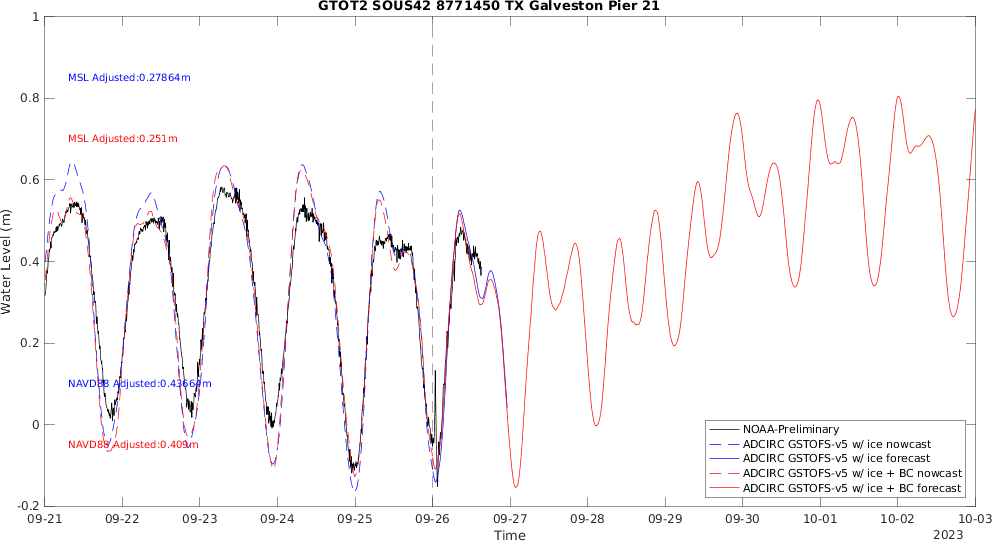 GTOT2 SOUS42 8771450 TX Galveston Pier 21
1
0.8
0.6
0.4
0.2
0
-0.2
Water Level (m)
MSL Adjusted:0.27864m
MSL Adjusted:0.251m
NAVD88 Adjusted:0.43664m
NAVD88 Adjusted:0.409m
NOAA-Preliminary
ADCIRC GSTOFS-v5 w/ ice nowcast
ADCIRC GSTOFS-v5 w/ ice forecast
ADCIRC GSTOFS-v5 w/ ice + BC nowcast
ADCIRC GSTOFS-v5 w/ ice + BC forecast
09-21 09-22 09-23 09-24 09-25 09-26 09-27 09-28 09-29 09-30 10-01 10-02 10-03
Time
2023